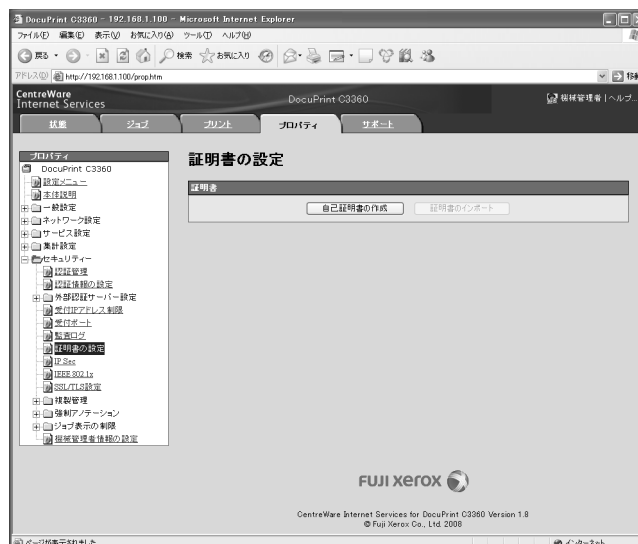 DocuPrint C3360 - 192.168.1.100 - Microsoft Internet Explorer
ファイル(F) 編集(E) 表示(V) お気に入り(A) ツール(T) ヘルプ(H)
戻る 検索 お気に入り
アドレス(D) http://192.168.1.100/prop.htm 移動
CentreWare
Internet Services
DocuPrint C3360
機械管理者 | ヘルプ...
状態 ジョブ プリント プロパティ サポート
プロパティ
DocuPrint C3360
設定メニュー
本体説明
一般設定
ネットワーク設定
サービス設定
集計設定
セキュリティー
認証管理
認証情報の設定
外部認証サーバー設定
受付IPアドレス制限
受付ポート
監査ログ
証明書の設定
IP Sec
IEEE 802.1x
SSL/TLS設定
複製管理
強制アノテーション
ジョブ表示の制限
機械管理者情報の設定
証明書の設定
証明書
自己証明書の作成 証明書のインポート
FUJI XEROX
CentreWare Internet Services for DocuPrint C3360 Version 1.8
© Fuji Xerox Co., Ltd. 2008
ページが表示されました
インターネット